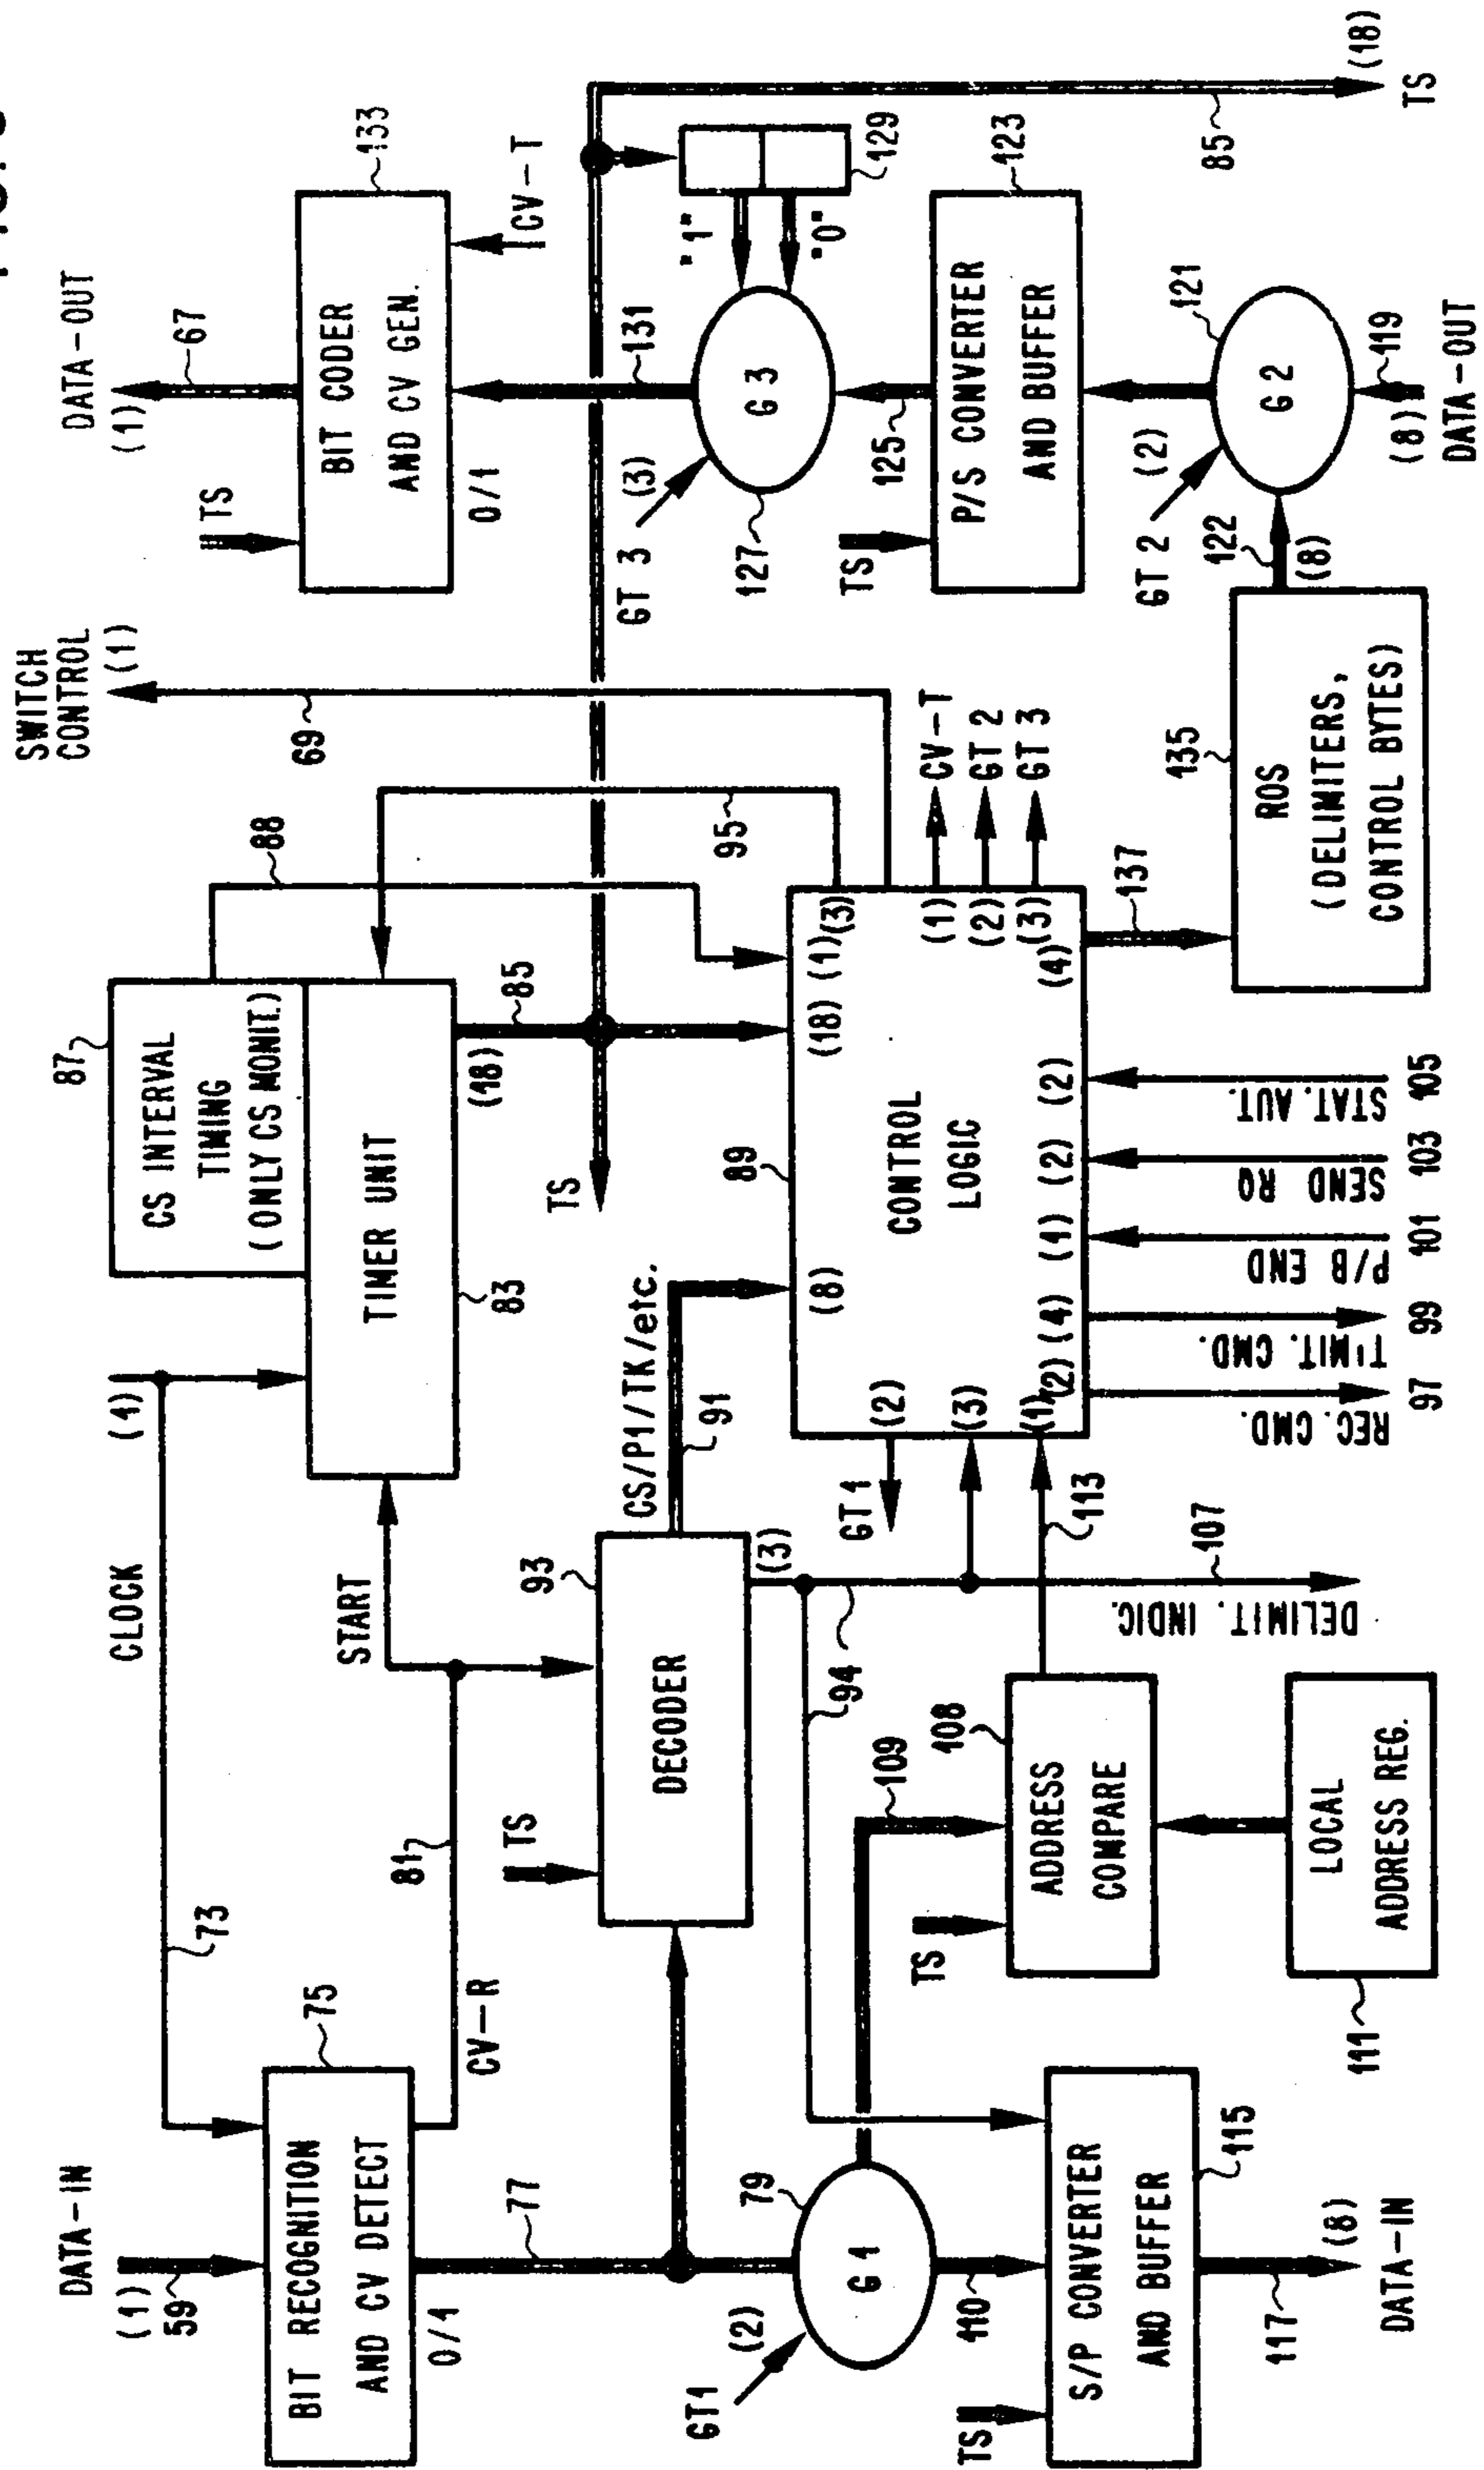 DATA-IN
(1)
59
BIT RECOGNITION
AND CV DETECT
75
0/1
77
CV-R
81
73
CLOCK
(4)
START
87
CS INTERVAL
TIMING
(ONLY CS MONIT.)
TIMER UNIT
83
(18)
85
88
95
SWITCH
CONTROL
(1)
69
DATA-OUT
(1)
67
TS
BIT CODER
AND CV GEN.
133
0/1
CV-T
131
GT 3
(3)
G 3
127
"1"
"0"
129
TS
125
P/S CONVERTER
AND BUFFER
123
GT 2
(2)
G 2
121
122
(8)
(8)
119
DATA-OUT
85
(18)
TS
TS
TS
DECODER
93
(3)
CS/P1/TK/etc.
91
89
CONTROL
LOGIC
(8)
(18)
(1)
(3)
(1)
CV-T
(2)
GT 2
(3)
GT 3
(4)
137
135
ROS
(DELIMITERS,
CONTROL BYTES)
(2)
GT1
(3)
(1)
(2)
(4)
(1)
(2)
(2)
REC. CMD.
97
T'MIT. CMD.
99
P/B END
101
SEND RQ
103
STAT. AUT.
105
94
107
DELIMIT. INDIC.
113
GT1
(2)
G 1
79
109
108
ADDRESS
COMPARE
TS
LOCAL
ADDRESS REG.
111
110
TS
S/P CONVERTER
AND BUFFER
115
117
(8)
DATA-IN